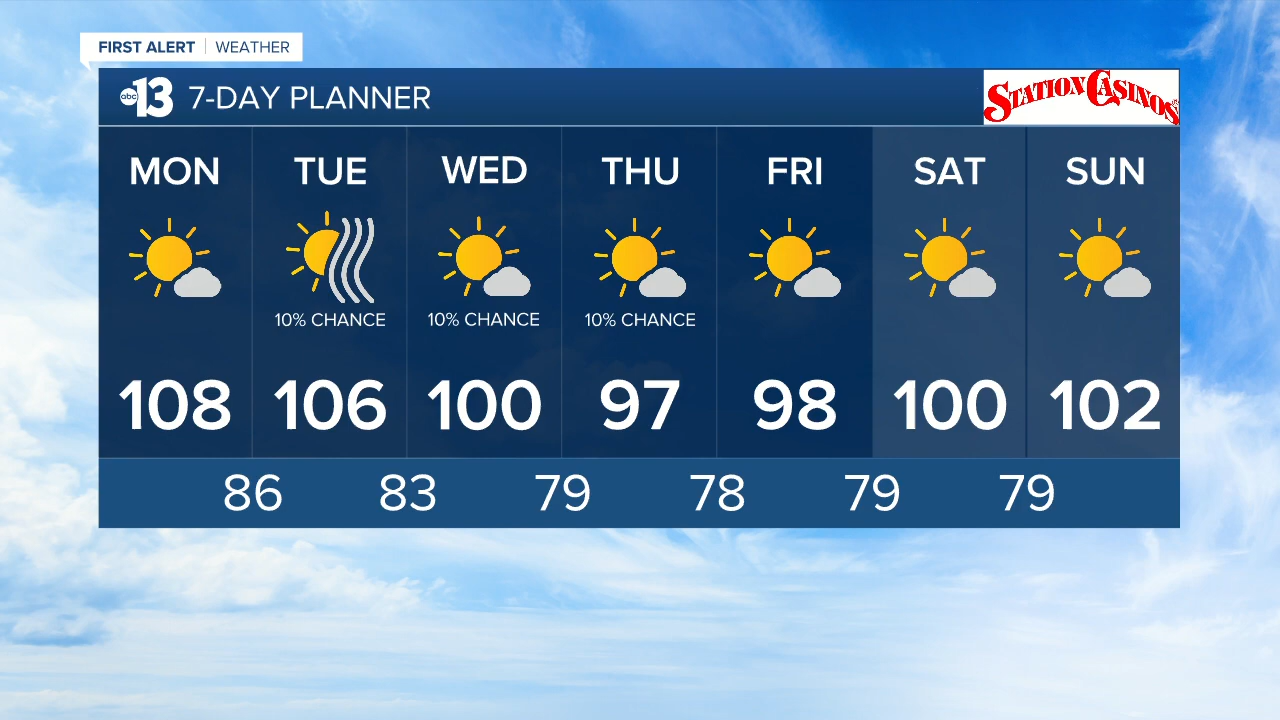 FIRST ALERT | WEATHER
abc 13 7-DAY PLANNER
STATION CASINOS
MON TUE WED THU FRI SAT SUN
10% CHANCE 10% CHANCE 10% CHANCE
108 106 100 97 98 100 102
86 83 79 78 79 79